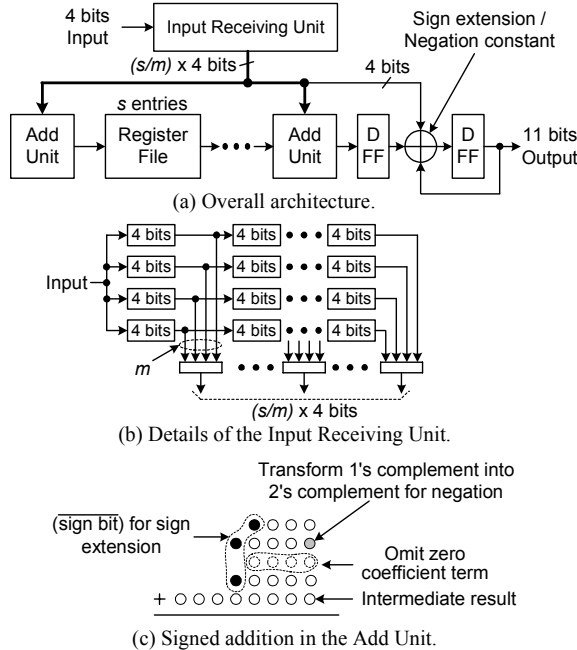 4 bits
Input
Input Receiving Unit
Sign extension /
Negation constant
(s/m) x 4 bits
4 bits
s entries
Add
Unit
Register
File
Add
Unit
D
FF
D
FF
11 bits
Output
(a) Overall architecture.
4 bits
4 bits
4 bits
4 bits
4 bits
4 bits
Input
4 bits
4 bits
4 bits
4 bits
4 bits
4 bits
m
(s/m) x 4 bits
(b) Details of the Input Receiving Unit.
Transform 1's complement into
2's complement for negation
(sign bit) for sign
extension
Omit zero
coefficient term
+
Intermediate result
(c) Signed addition in the Add Unit.